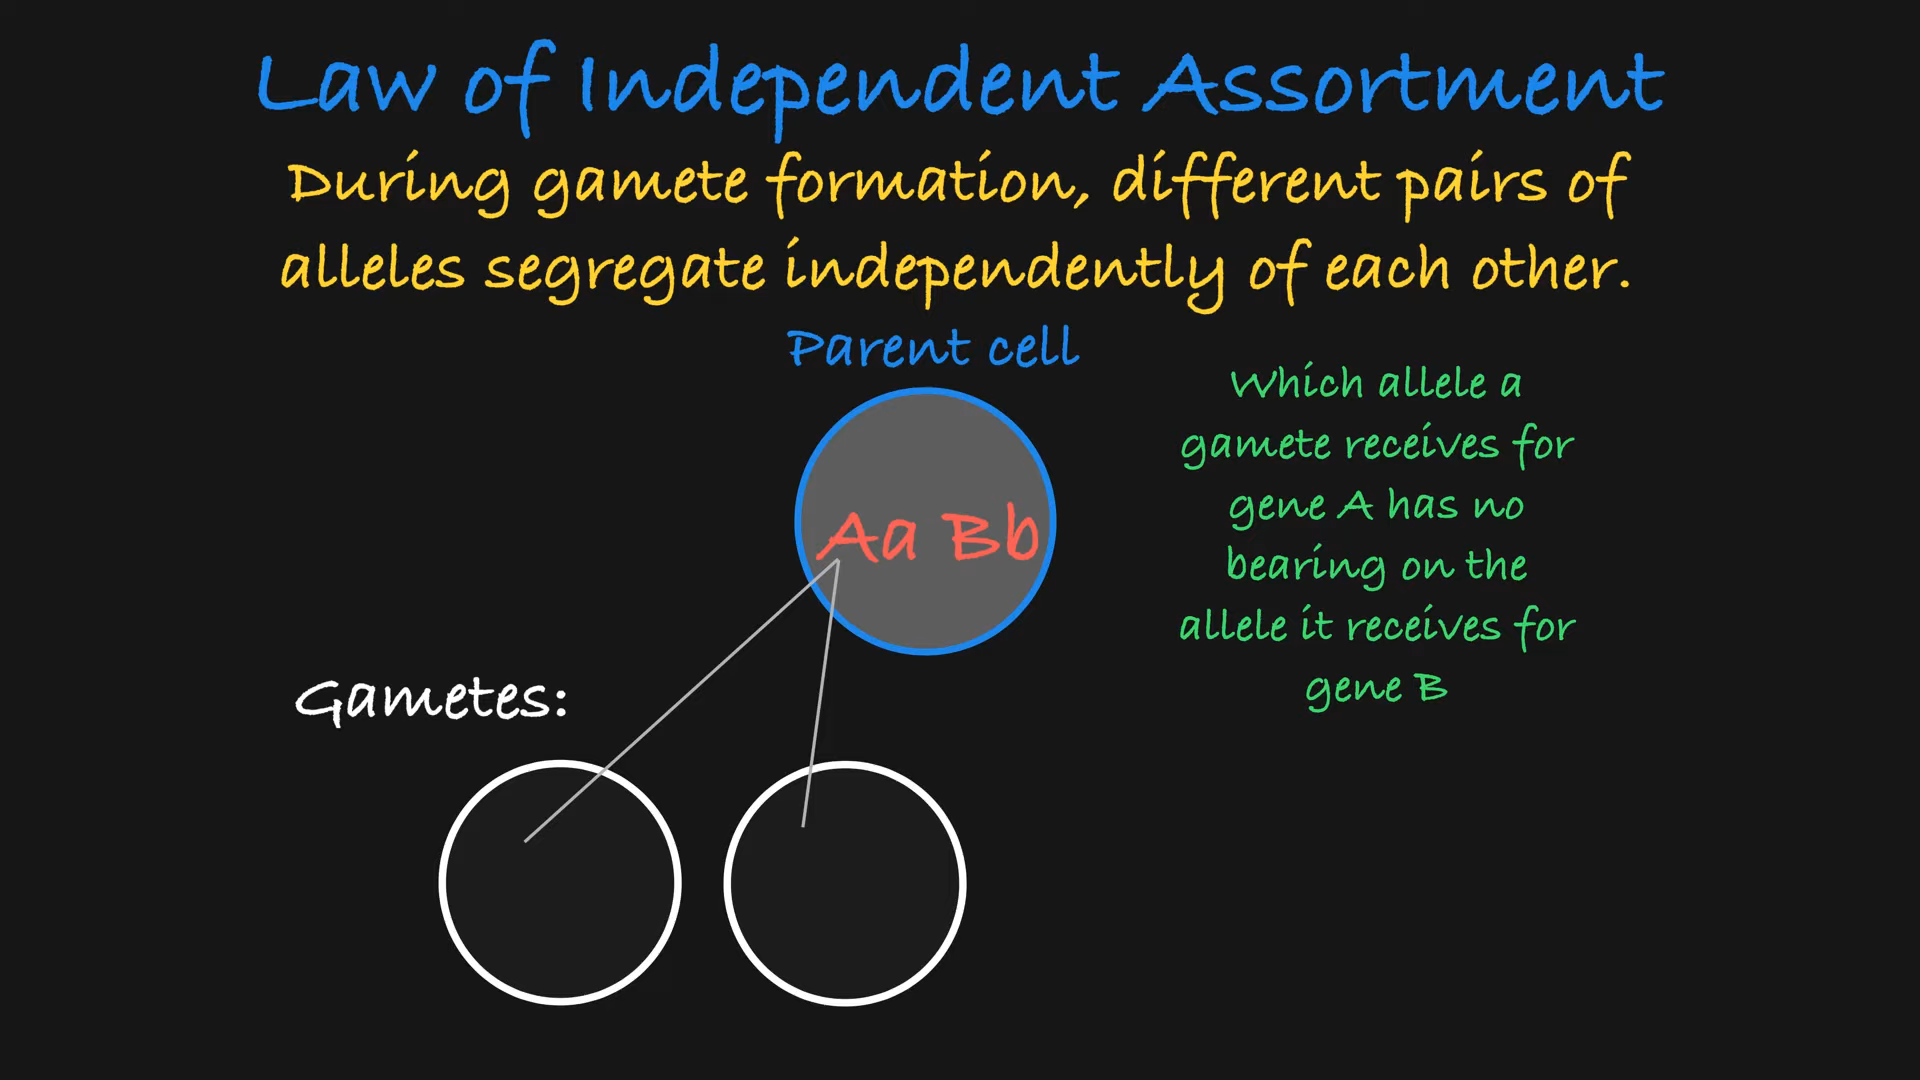 Law of Independent Assortment
During gamete formation, different pairs of
alleles segregate independently of each other.
Parent cell
Which allele a
gamete receives for
gene A has no
bearing on the
allele it receives for
gene B
Aa Bb
Gametes: